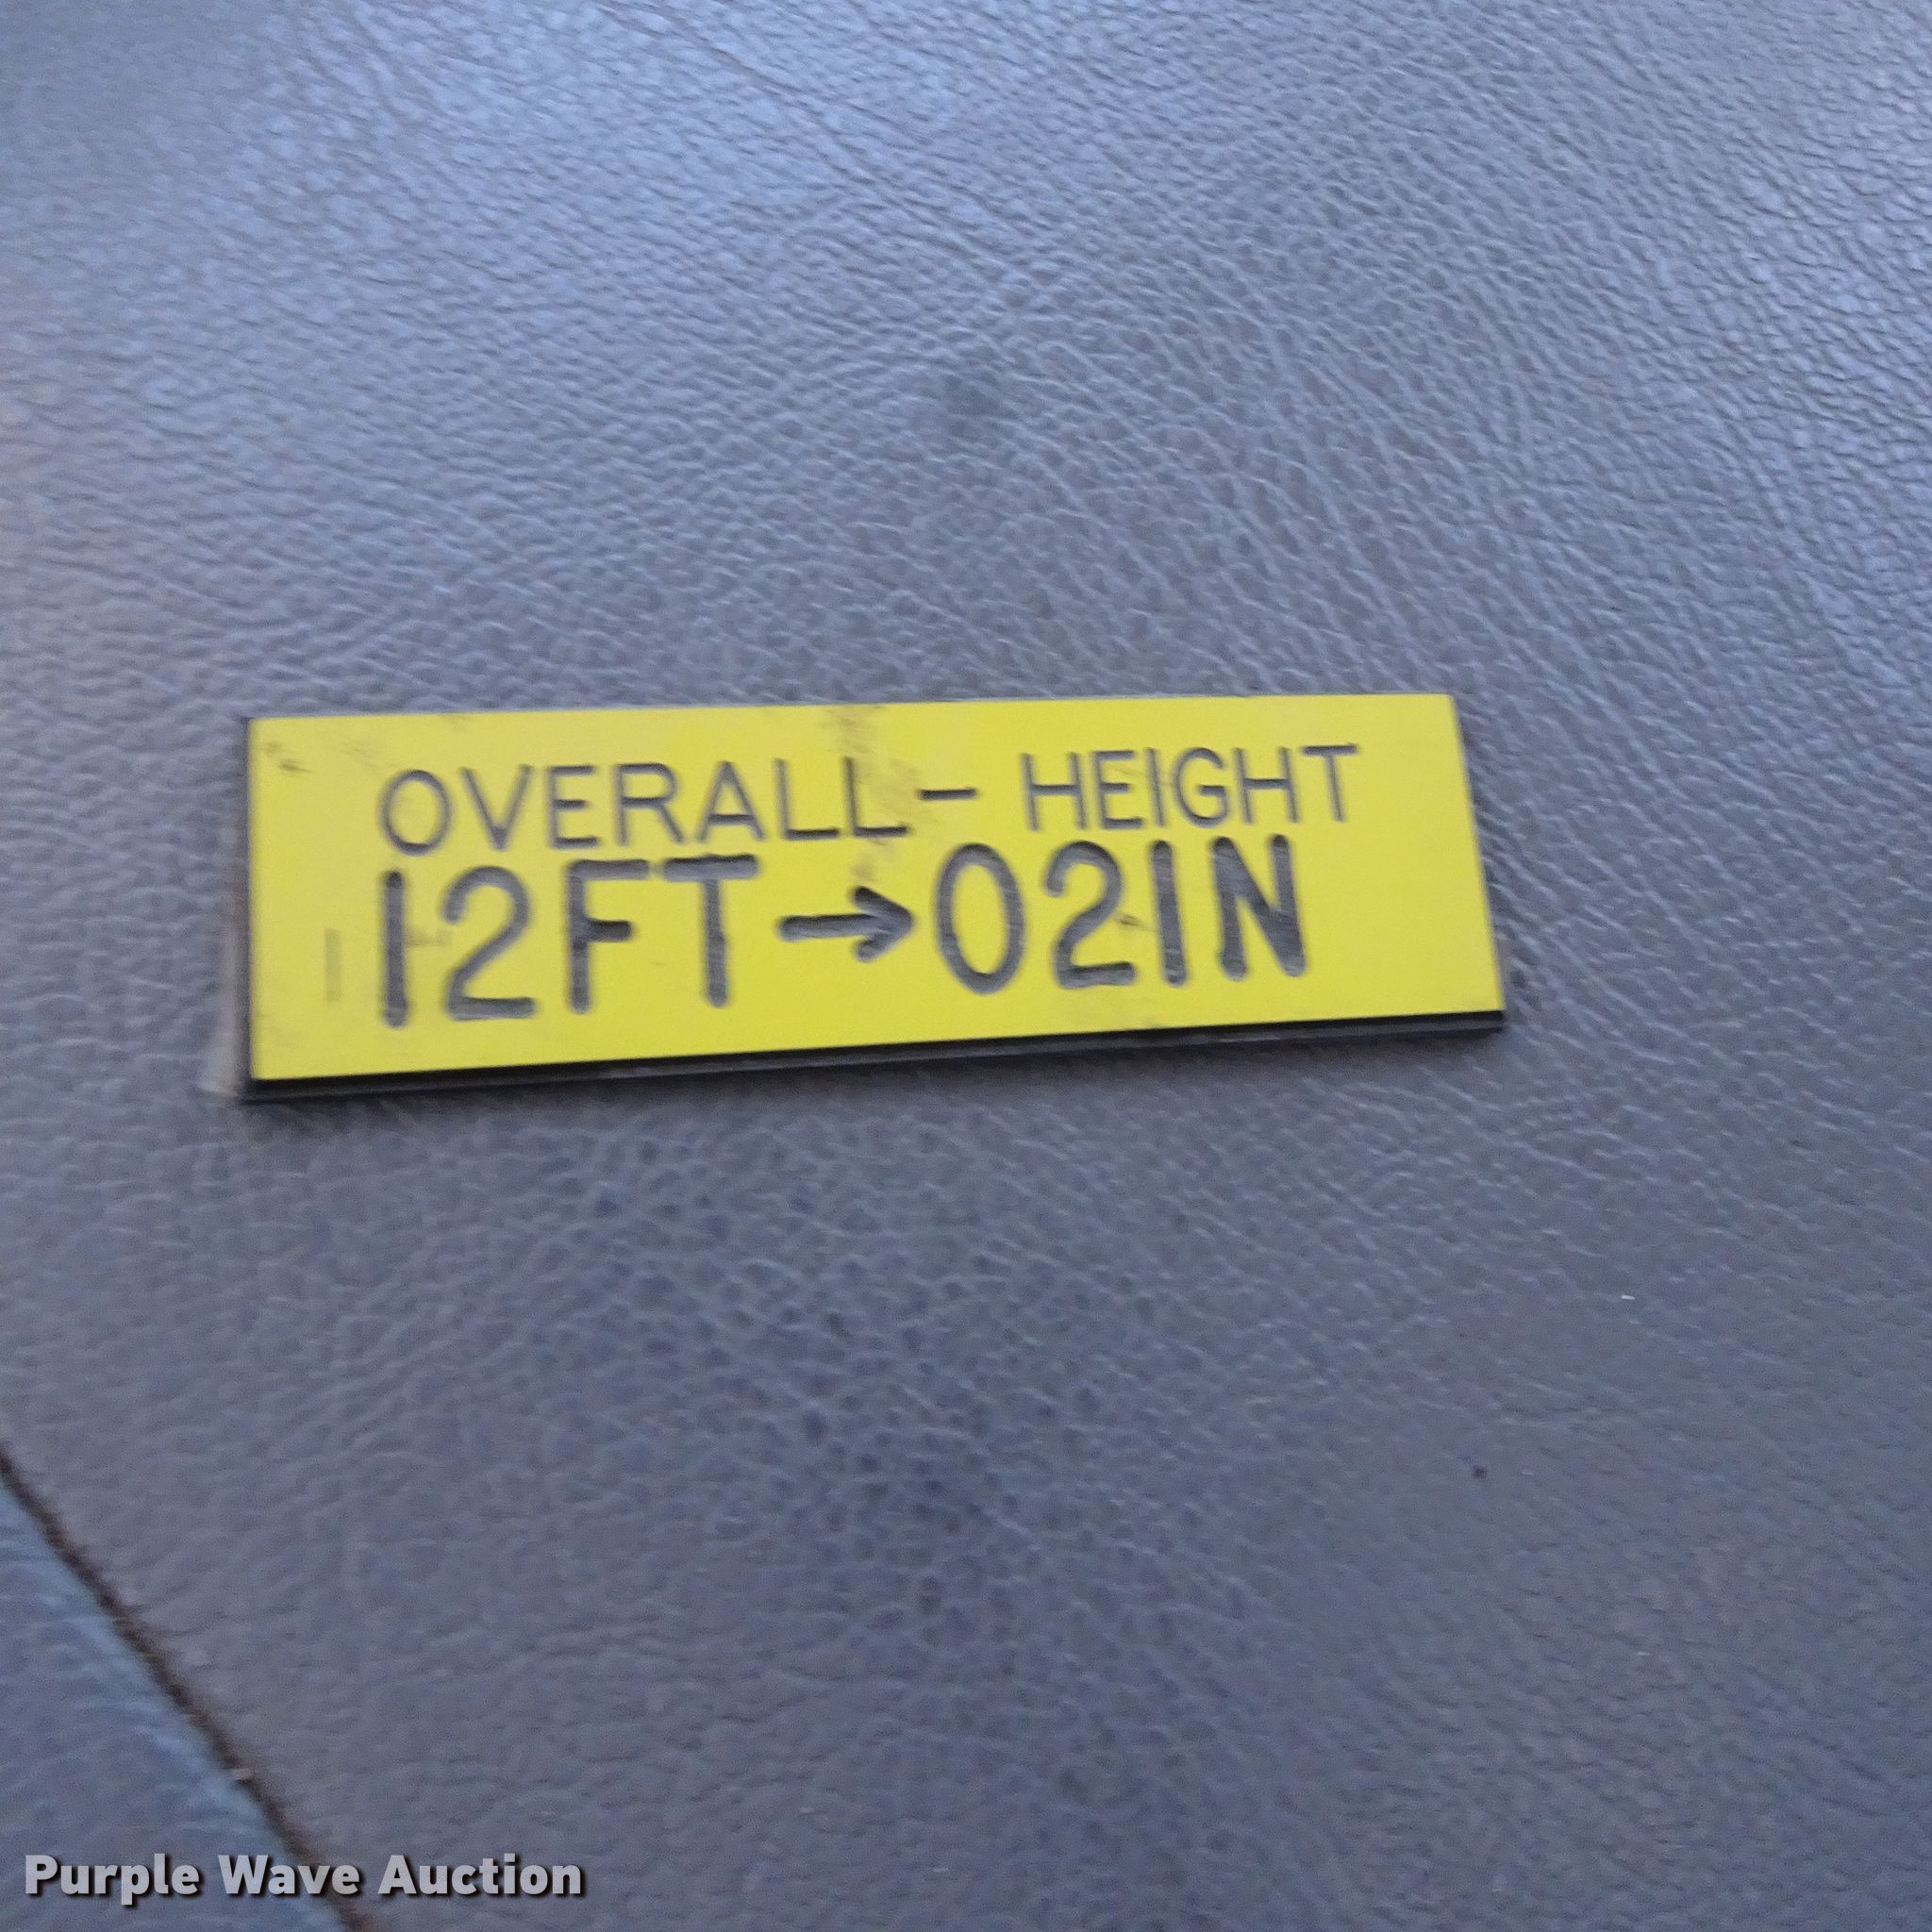 OVERALL - HEIGHT
12FT→02IN
Purple Wave Auction